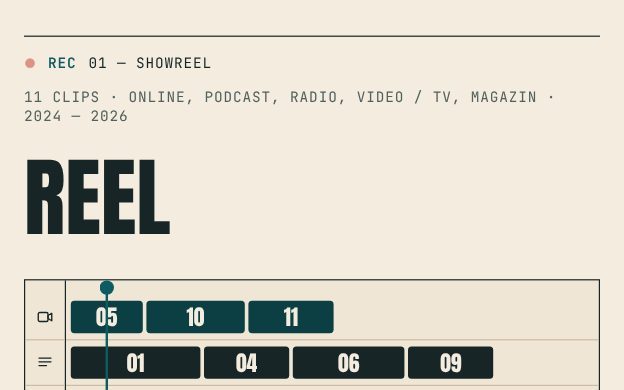 REC 01 — SHOWREEL
11 CLIPS · ONLINE, PODCAST, RADIO, VIDEO / TV, MAGAZIN ·
2024 — 2026
REEL
05 10 11
01 04 06 09